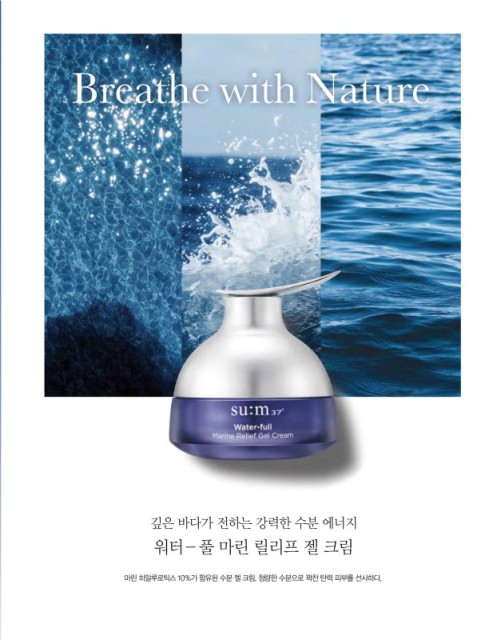 Breathe with Nature
su:m37°
Water-full
Marine Relief Gel Cream
깊은 바다가 전하는 강력한 수분 에너지
워터–풀 마린 릴리프 젤 크림
마린 히알루로틱스 10%가 함유된 수분 젤 크림, 청량한 수분으로 꽉찬 탄력 피부를 선사하다.